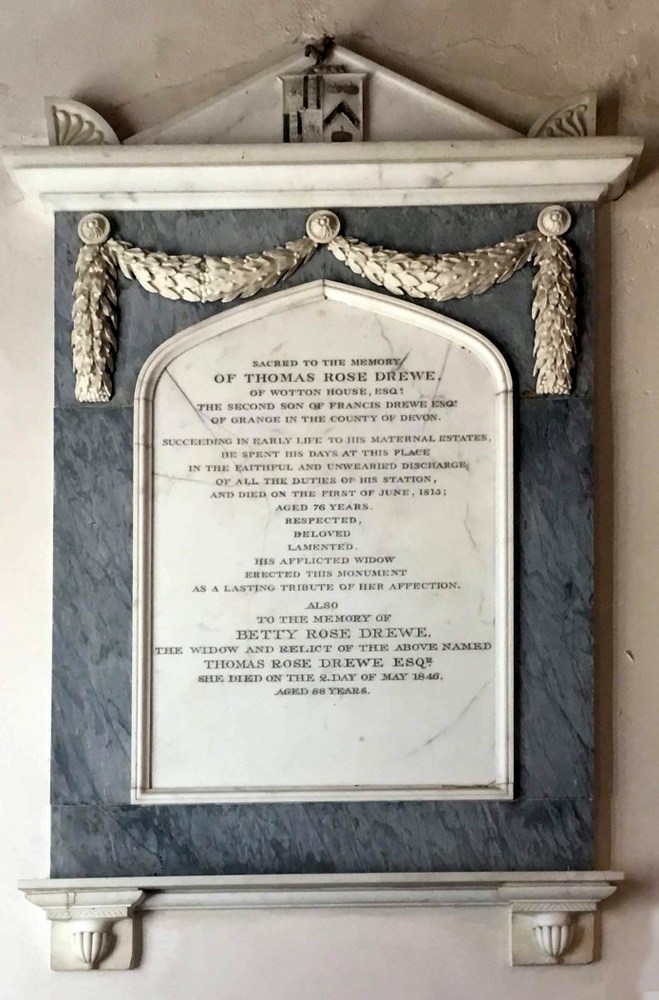 SACRED TO THE MEMORY
OF THOMAS ROSE DREWE,
OF WOTTON HOUSE, ESQR
THE SECOND SON OF FRANCIS DREWE ESQR
OF GRANGE IN THE COUNTY OF DEVON.
SUCCEEDING IN EARLY LIFE TO HIS MATERNAL ESTATES,
HE SPENT HIS DAYS AT THIS PLACE
IN THE FAITHFUL AND UNWEARIED DISCHARGE,
OF ALL THE DUTIES OF HIS STATION,
AND DIED ON THE FIRST OF JUNE, 1815;
AGED 76 YEARS.
RESPECTED,
BELOVED
LAMENTED.
HIS AFFLICTED WIDOW
ERECTED THIS MONUMENT
AS A LASTING TRIBUTE OF HER AFFECTION.
ALSO
TO THE MEMORY OF
BETTY ROSE DREWE,
THE WIDOW AND RELICT OF THE ABOVE NAMED
THOMAS ROSE DREWE ESQR
SHE DIED ON THE 2.DAY OF MAY 1846,
AGED 88 YEARS.